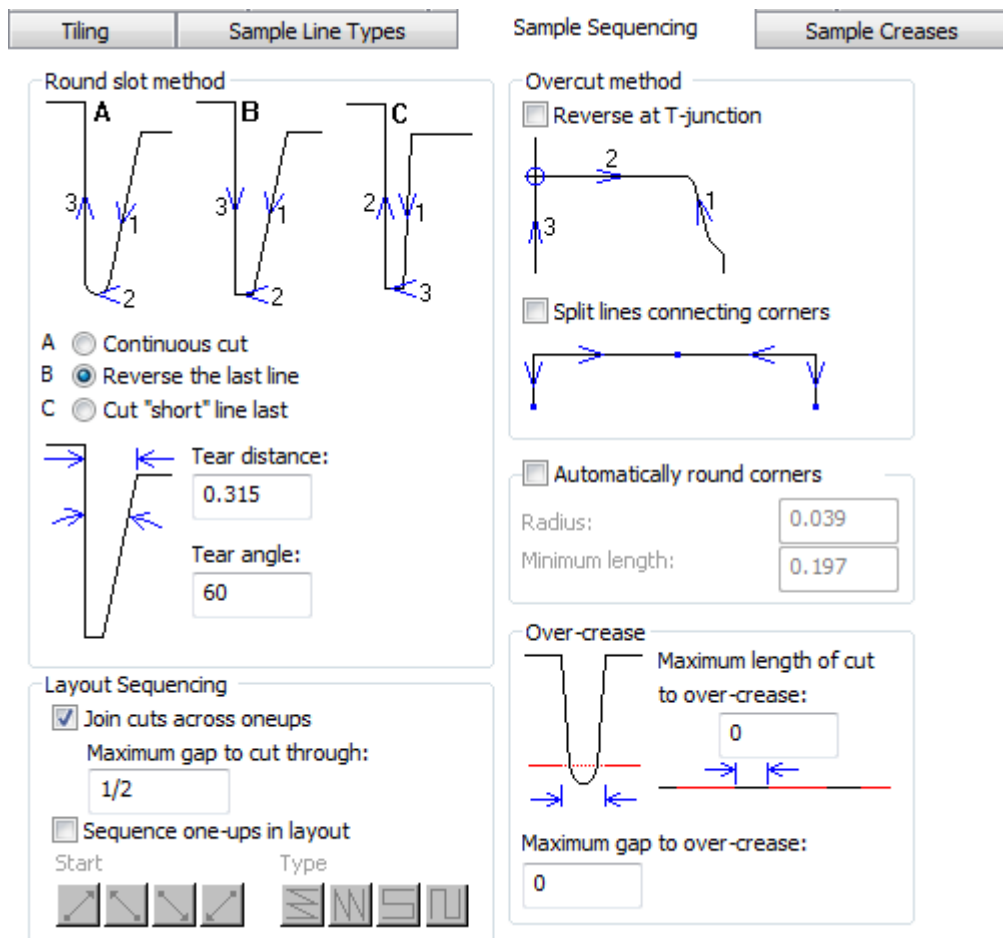 Tiling
Sample Line Types
Sample Sequencing
Sample Creases
Round slot method
A
B
C
3
1
2
3
1
2
2
1
3
A Continuous cut
B Reverse the last line
C Cut "short" line last
Tear distance:
0.315
Tear angle:
60
Layout Sequencing
Join cuts across oneups
Maximum gap to cut through:
1/2
Sequence one-ups in layout
Start
Type
Overcut method
Reverse at T-junction
2
1
3
Split lines connecting corners
Automatically round corners
Radius:
0.039
Minimum length:
0.197
Over-crease
Maximum length of cut
to over-crease:
0
Maximum gap to over-crease:
0